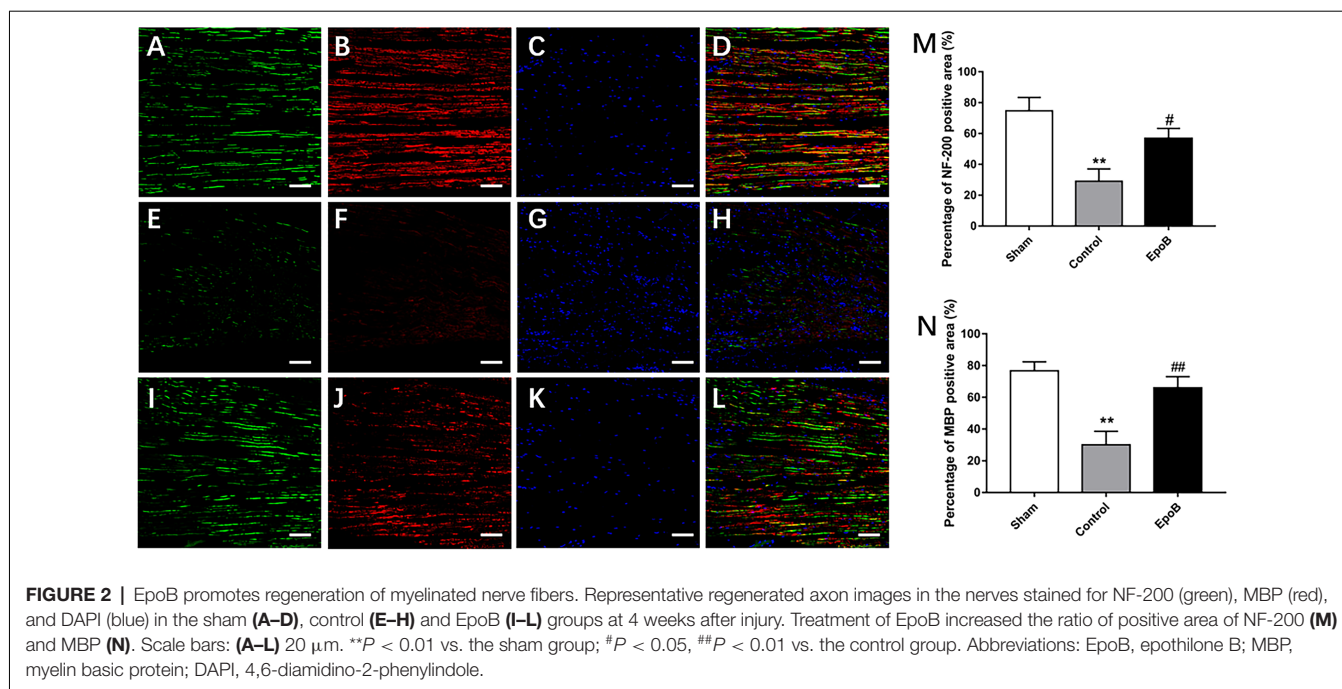 A
B
C
D
E
F
G
H
I
J
K
L
M
Percentage of NF-200 positive area (%)
100
80
60
40
20
0
**
#
Sham
Control
EpoB
N
Percentage of MBP positive area (%)
100
80
60
40
20
0
**
##
Sham
Control
EpoB
FIGURE 2 | EpoB promotes regeneration of myelinated nerve fibers. Representative regenerated axon images in the nerves stained for NF-200 (green), MBP (red),
and DAPI (blue) in the sham (A–D), control (E–H) and EpoB (I–L) groups at 4 weeks after injury. Treatment of EpoB increased the ratio of positive area of NF-200 (M)
and MBP (N). Scale bars: (A–L) 20 μm. **P < 0.01 vs. the sham group; #P < 0.05, ##P < 0.01 vs. the control group. Abbreviations: EpoB, epothilone B; MBP,
myelin basic protein; DAPI, 4,6-diamidino-2-phenylindole.